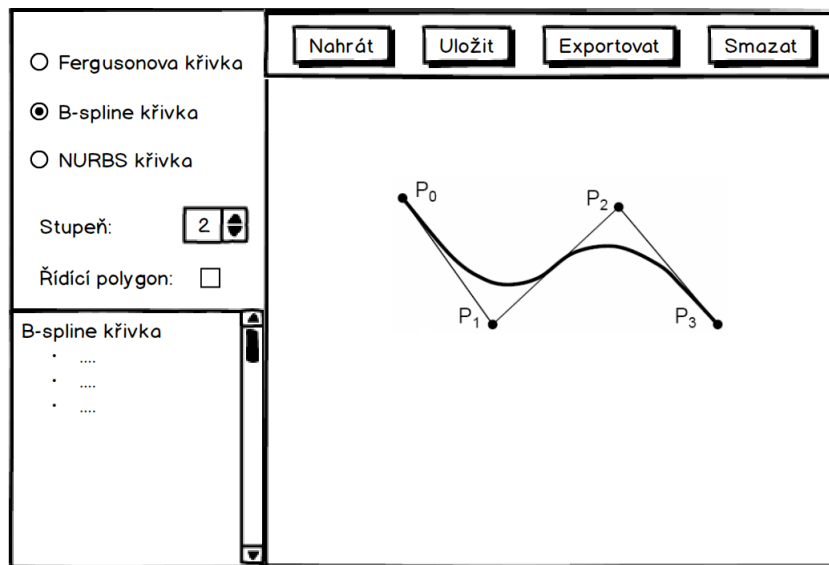 Nahrát Uložit Exportovat Smazat
Fergusonova křivka
B-spline křivka
NURBS křivka
Stupeň: 2
Řídící polygon:
B-spline křivka
· ....
· ....
· ....
P0
P2
P1
P3